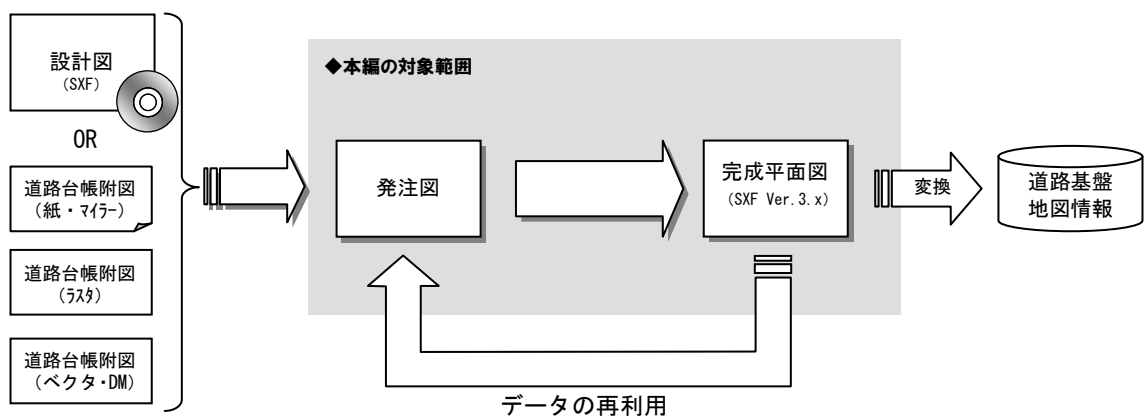 設計図
(SXF)
OR
道路台帳附図
(紙・ﾏｲﾗｰ)
道路台帳附図
(ﾗｽﾀ)
道路台帳附図
(ベクタ・DM)
◆本編の対象範囲
発注図
完成平面図
(SXF Ver.3.x)
変換
道路基盤
地図情報
データの再利用